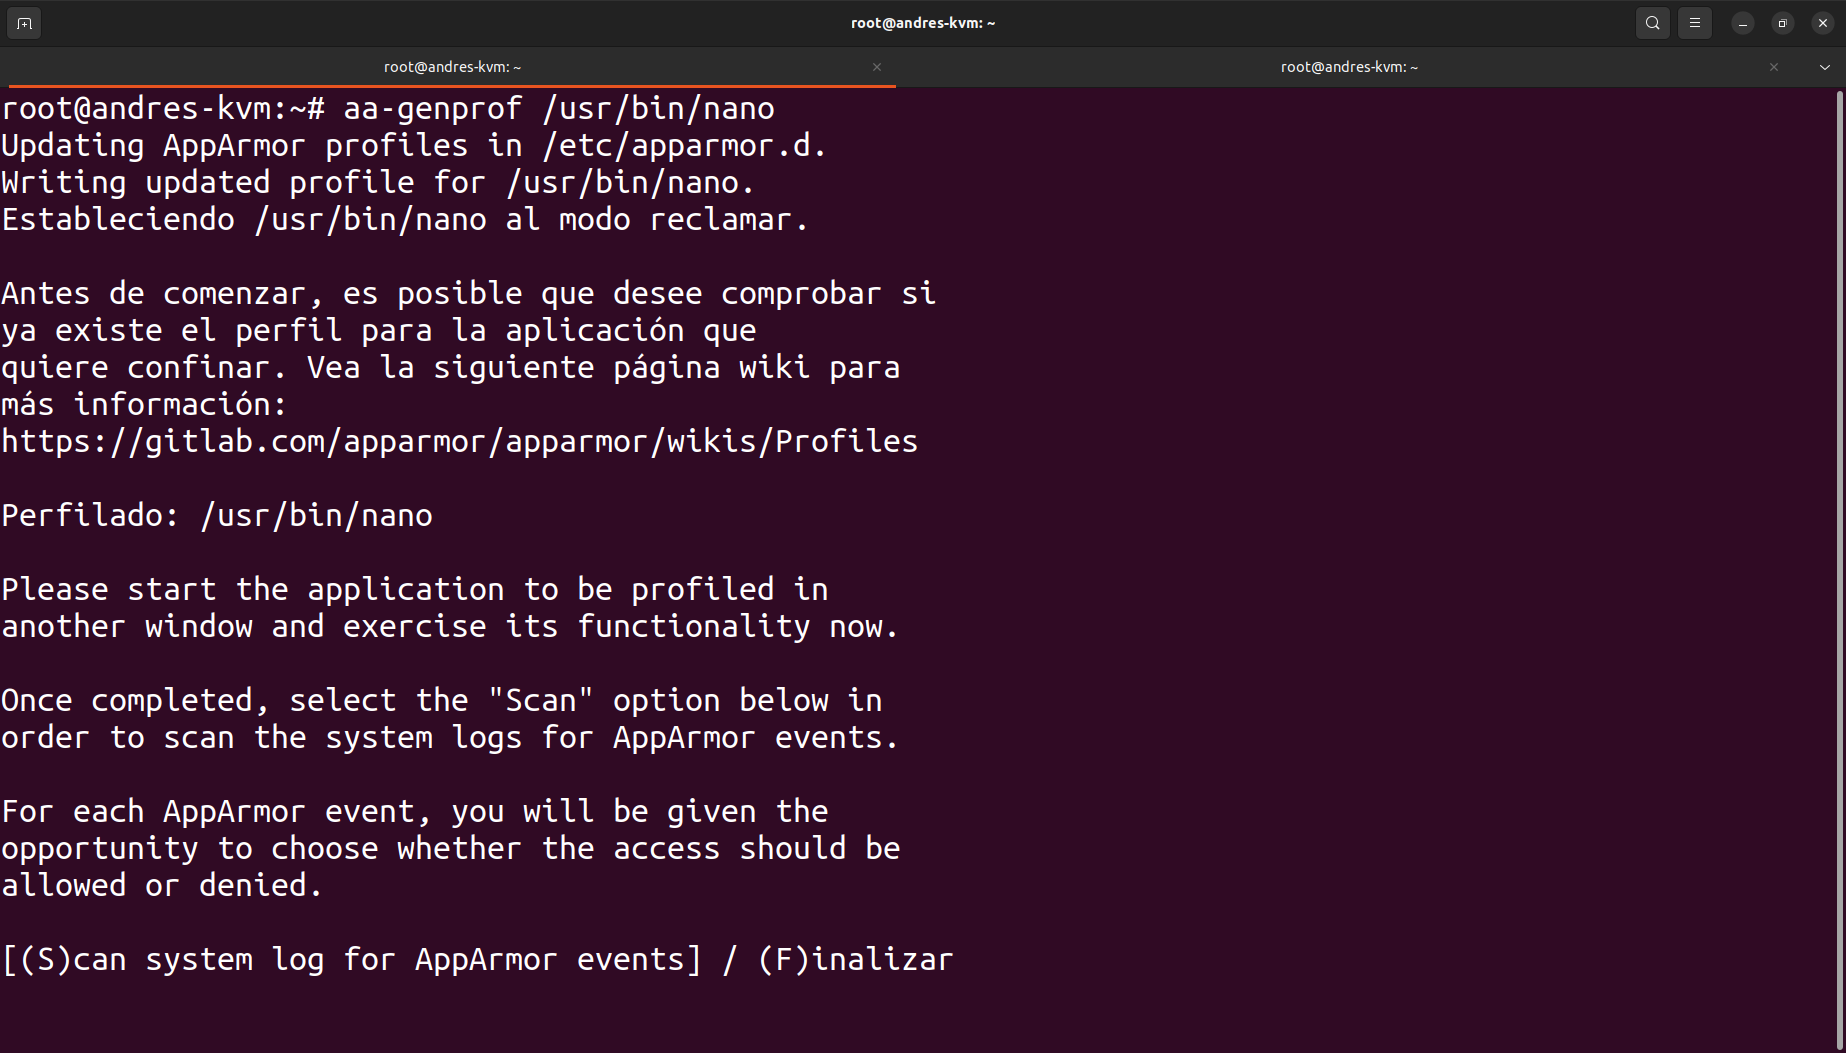 root@andres-kvm: ~
root@andres-kvm: ~
root@andres-kvm: ~
root@andres-kvm:~# aa-genprof /usr/bin/nano
Updating AppArmor profiles in /etc/apparmor.d.
Writing updated profile for /usr/bin/nano.
Estableciendo /usr/bin/nano al modo reclamar.
Antes de comenzar, es posible que desee comprobar si
ya existe el perfil para la aplicación que
quiere confinar. Vea la siguiente página wiki para
más información:
https://gitlab.com/apparmor/apparmor/wikis/Profiles
Perfilado: /usr/bin/nano
Please start the application to be profiled in
another window and exercise its functionality now.
Once completed, select the "Scan" option below in
order to scan the system logs for AppArmor events.
For each AppArmor event, you will be given the
opportunity to choose whether the access should be
allowed or denied.
[(S)can system log for AppArmor events] / (F)inalizar